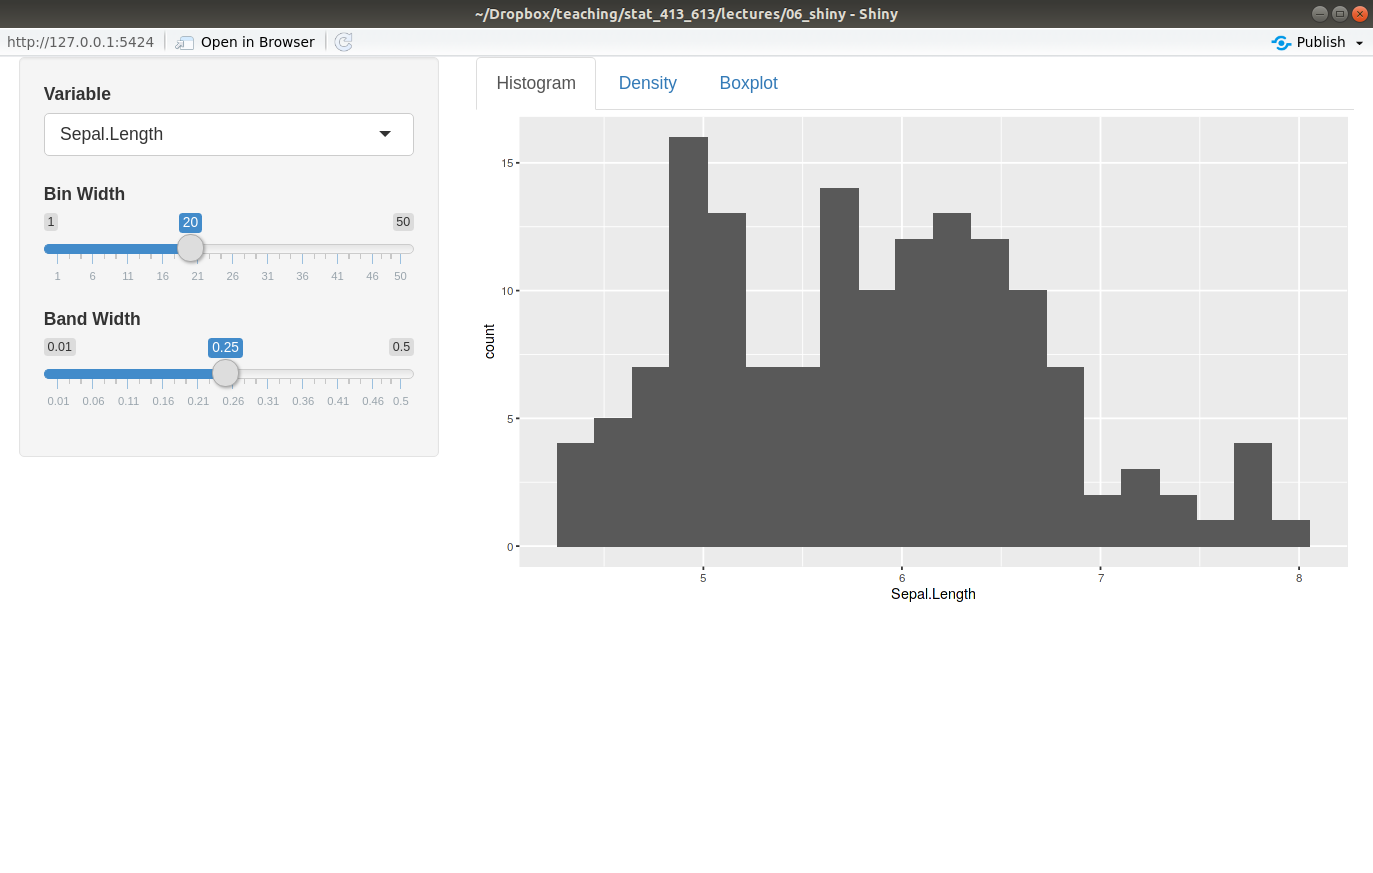 ~/Dropbox/teaching/stat_413_613/lectures/06_shiny - Shiny
http://127.0.0.1:5424 Open in Browser Publish
Variable
Sepal.Length
Bin Width
1 20 50
1 6 11 16 21 26 31 36 41 46 50
Band Width
0.01 0.25 0.5
0.01 0.06 0.11 0.16 0.21 0.26 0.31 0.36 0.41 0.46 0.5
Histogram Density Boxplot
15
10
5
0
count
5 6 7 8
Sepal.Length